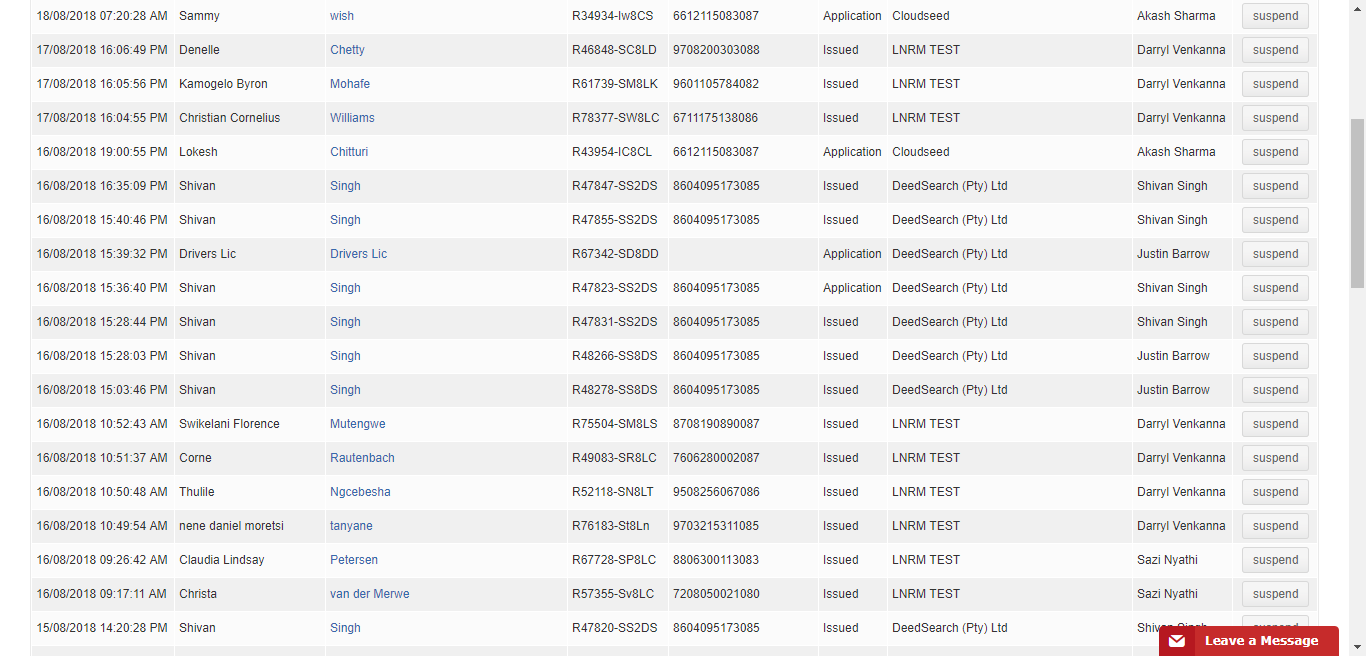 18/08/2018 07:20:28 AM Sammy wish R34934-Iw8CS 6612115083087 Application Cloudseed Akash Sharma suspend
17/08/2018 16:06:49 PM Denelle Chetty R46848-SC8LD 9708200303088 Issued LNRM TEST Darryl Venkanna suspend
17/08/2018 16:05:56 PM Kamogelo Byron Mohafe R61739-SM8LK 9601105784082 Issued LNRM TEST Darryl Venkanna suspend
17/08/2018 16:04:55 PM Christian Cornelius Williams R78377-SW8LC 6711175138086 Issued LNRM TEST Darryl Venkanna suspend
16/08/2018 19:00:55 PM Lokesh Chitturi R43954-IC8CL 6612115083087 Application Cloudseed Akash Sharma suspend
16/08/2018 16:35:09 PM Shivan Singh R47847-SS2DS 8604095173085 Issued DeedSearch (Pty) Ltd Shivan Singh suspend
16/08/2018 15:40:46 PM Shivan Singh R47855-SS2DS 8604095173085 Issued DeedSearch (Pty) Ltd Shivan Singh suspend
16/08/2018 15:39:32 PM Drivers Lic Drivers Lic R67342-SD8DD Application DeedSearch (Pty) Ltd Justin Barrow suspend
16/08/2018 15:36:40 PM Shivan Singh R47823-SS2DS 8604095173085 Application DeedSearch (Pty) Ltd Shivan Singh suspend
16/08/2018 15:28:44 PM Shivan Singh R47831-SS2DS 8604095173085 Issued DeedSearch (Pty) Ltd Shivan Singh suspend
16/08/2018 15:28:03 PM Shivan Singh R48266-SS8DS 8604095173085 Issued DeedSearch (Pty) Ltd Justin Barrow suspend
16/08/2018 15:03:46 PM Shivan Singh R48278-SS8DS 8604095173085 Issued DeedSearch (Pty) Ltd Justin Barrow suspend
16/08/2018 10:52:43 AM Swikelani Florence Mutengwe R75504-SM8LS 8708190890087 Issued LNRM TEST Darryl Venkanna suspend
16/08/2018 10:51:37 AM Corne Rautenbach R49083-SR8LC 7606280002087 Issued LNRM TEST Darryl Venkanna suspend
16/08/2018 10:50:48 AM Thulile Ngcebesha R52118-SN8LT 9508256067086 Issued LNRM TEST Darryl Venkanna suspend
16/08/2018 10:49:54 AM nene daniel moretsi tanyane R76183-St8Ln 9703215311085 Issued LNRM TEST Darryl Venkanna suspend
16/08/2018 09:26:42 AM Claudia Lindsay Petersen R67728-SP8LC 8806300113083 Issued LNRM TEST Sazi Nyathi suspend
16/08/2018 09:17:11 AM Christa van der Merwe R57355-Sv8LC 7208050021080 Issued LNRM TEST Sazi Nyathi suspend
15/08/2018 14:20:28 PM Shivan Singh R47820-SS2DS 8604095173085 Issued DeedSearch (Pty) Ltd Shivan Singh suspend
Leave a Message